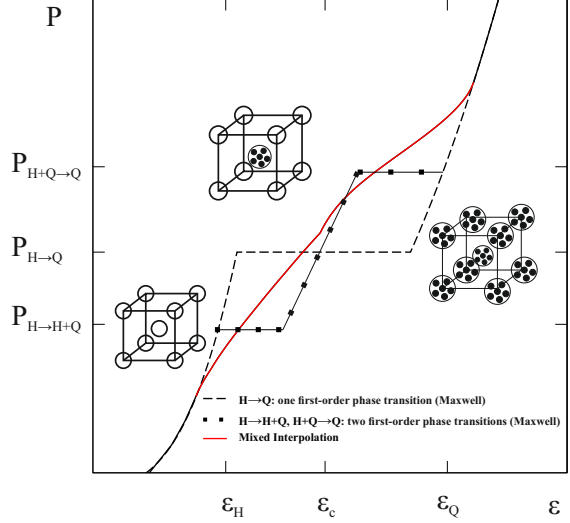 P
P_{H+Q→Q}
P_{H→Q}
P_{H→H+Q}
H→Q: one first-order phase transition (Maxwell)
H→H+Q, H+Q→Q: two first-order phase transitions (Maxwell)
Mixed Interpolation
ε_H ε_c ε_Q ε